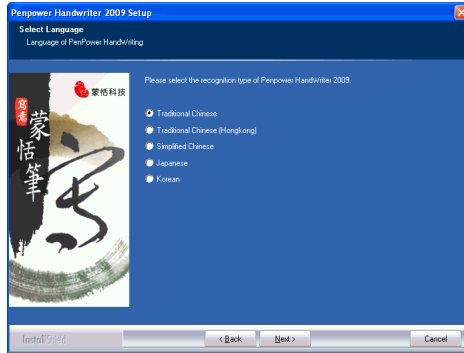 Penpower Handwriter 2009 Setup
Select Language
Language of PenPower HandWriting
蒙恬科技
寫意
蒙恬筆
写
Please select the recognition type of Penpower HandWriter 2009.
Traditional Chinese
Traditional Chinese (Hongkong)
Simplified Chinese
Japanese
Korean
InstallShield
< Back
Next >
Cancel